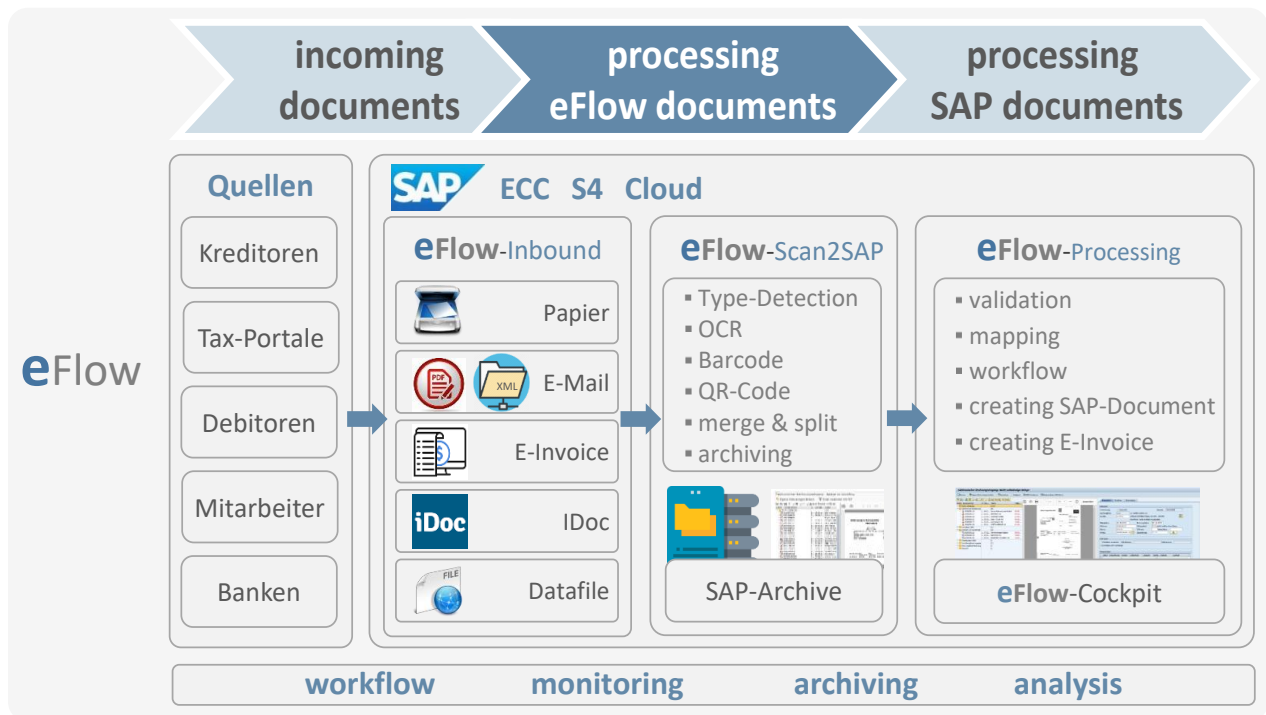 incoming
documents
processing
eFlow documents
processing
SAP documents
eFlow
Quellen
Kreditoren
Tax-Portale
Debitoren
Mitarbeiter
Banken
SAP ECC S4 Cloud
eFlow-Inbound
Papier
PDF XML E-Mail
$ E-Invoice
iDoc IDoc
FILE Datafile
eFlow-Scan2SAP
▪ Type-Detection
▪ OCR
▪ Barcode
▪ QR-Code
▪ merge & split
▪ archiving
SAP-Archive
eFlow-Processing
▪ validation
▪ mapping
▪ workflow
▪ creating SAP-Document
▪ creating E-Invoice
eFlow-Cockpit
workflow monitoring archiving analysis